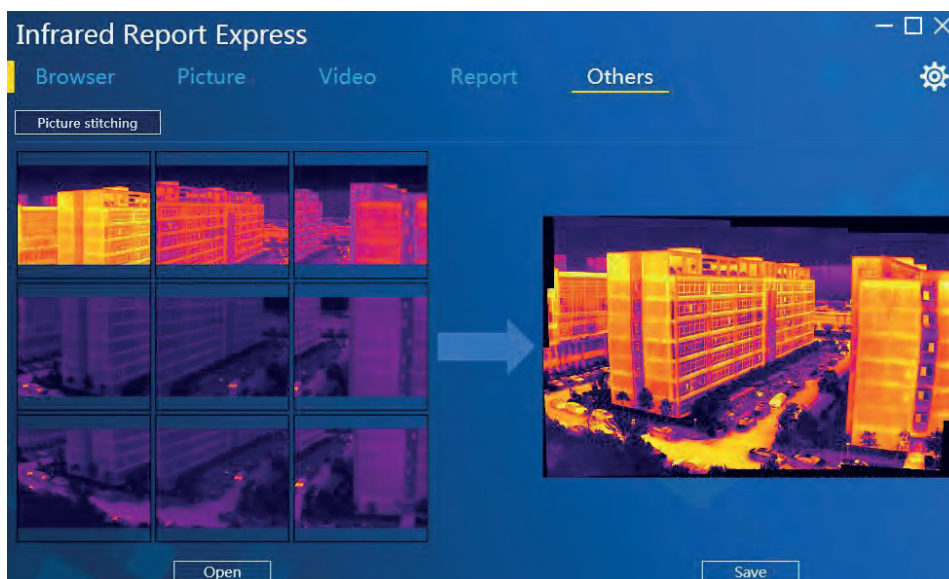 Infrared Report Express
Browser Picture Video Report Others
Picture stitching
Open Save